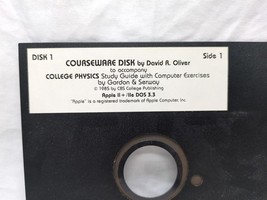 DISK 1 COURSEWARE DISK by David R. Oliver Side 1
to accompany
COLLEGE PHYSICS Study Guide with Computer Exercises
by Gordon & Serway
© 1985 by CBS College Publishing
Apple II+/IIe DOS 3.3
"Apple" is a registered trademark of Apple Computer, Inc.